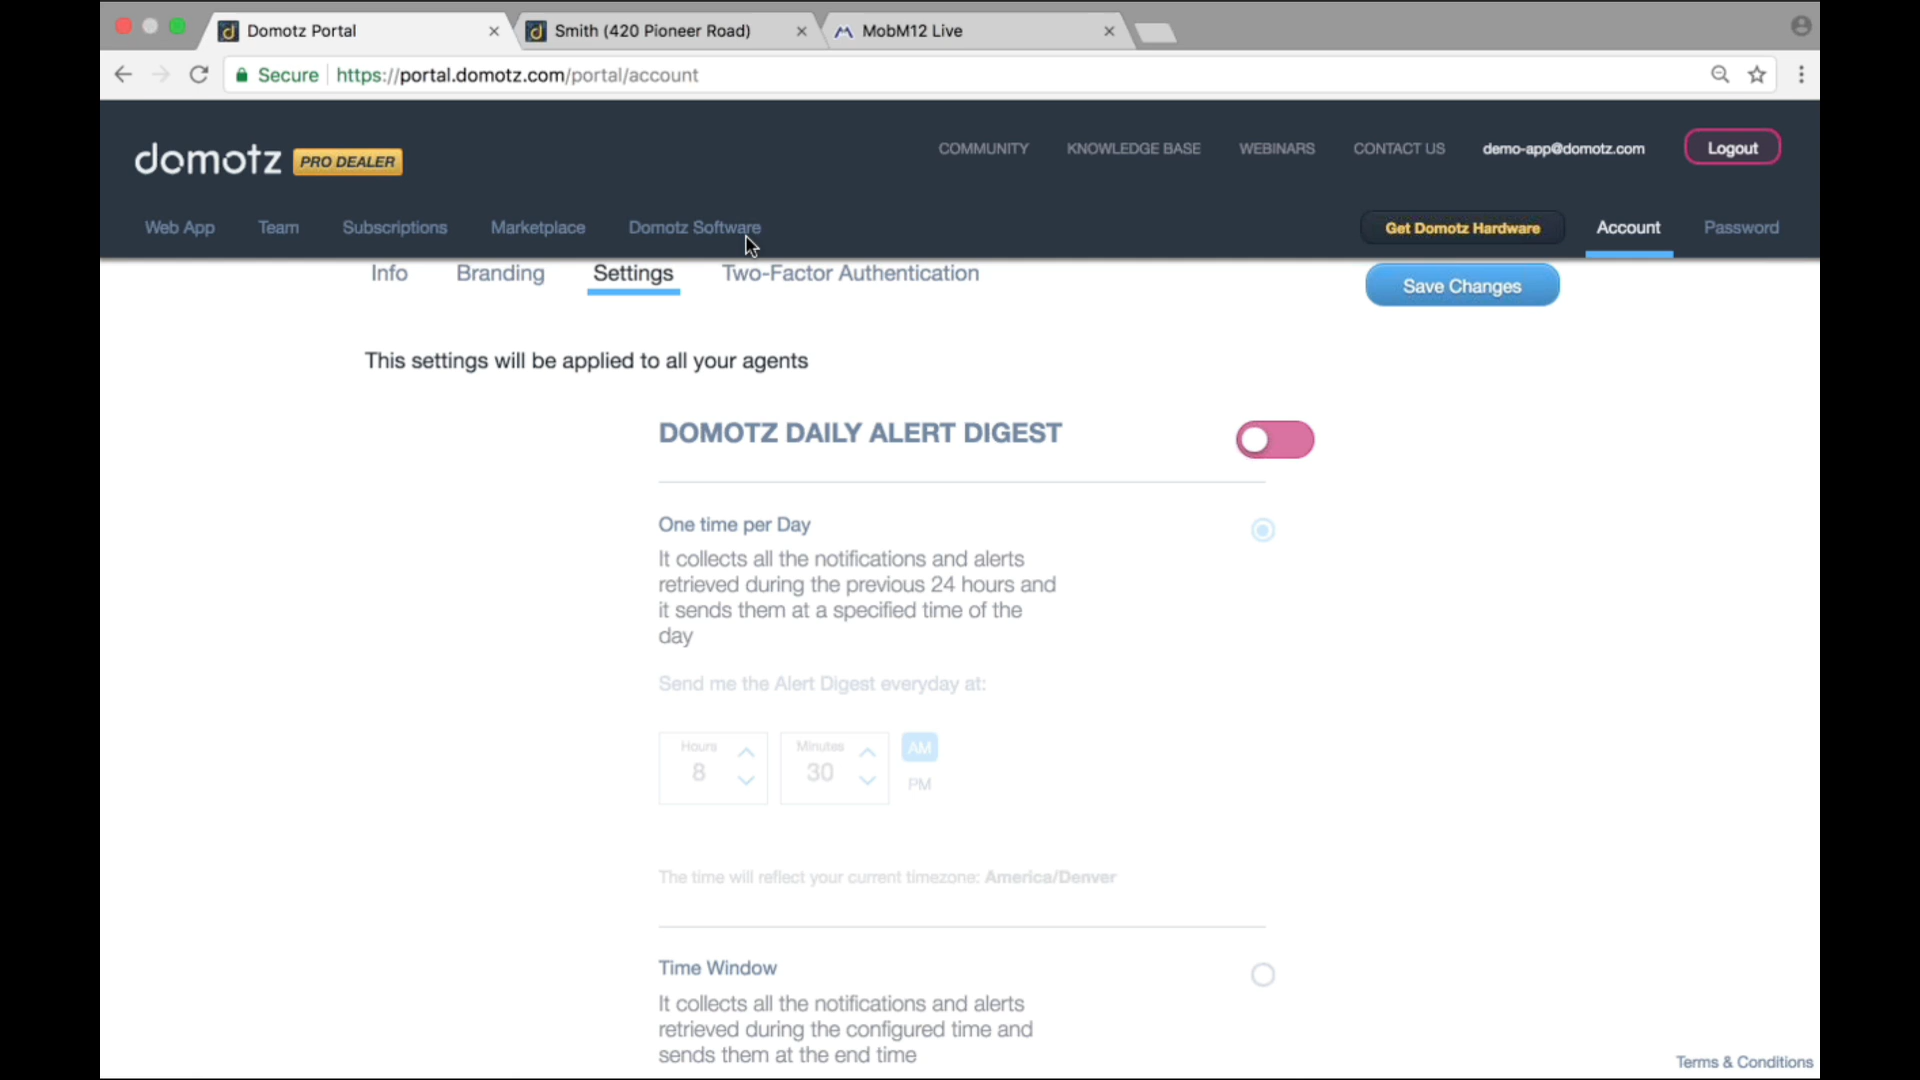 Domotz Portal
Smith (420 Pioneer Road)
MobM12 Live
Secure
https://portal.domotz.com/portal/account
domotz PRO DEALER
COMMUNITY
KNOWLEDGE BASE
WEBINARS
CONTACT US
demo-app@domotz.com
Logout
Web App
Team
Subscriptions
Marketplace
Domotz Software
Get Domotz Hardware
Account
Password
Info
Branding
Settings
Two-Factor Authentication
Save Changes
This settings will be applied to all your agents
DOMOTZ DAILY ALERT DIGEST
One time per Day
It collects all the notifications and alerts
retrieved during the previous 24 hours and
it sends them at a specified time of the
day
Send me the Alert Digest everyday at:
Hours
8
Minutes
30
AM
PM
The time will reflect your current timezone: America/Denver
Time Window
It collects all the notifications and alerts
retrieved during the configured time and
sends them at the end time
Terms & Conditions